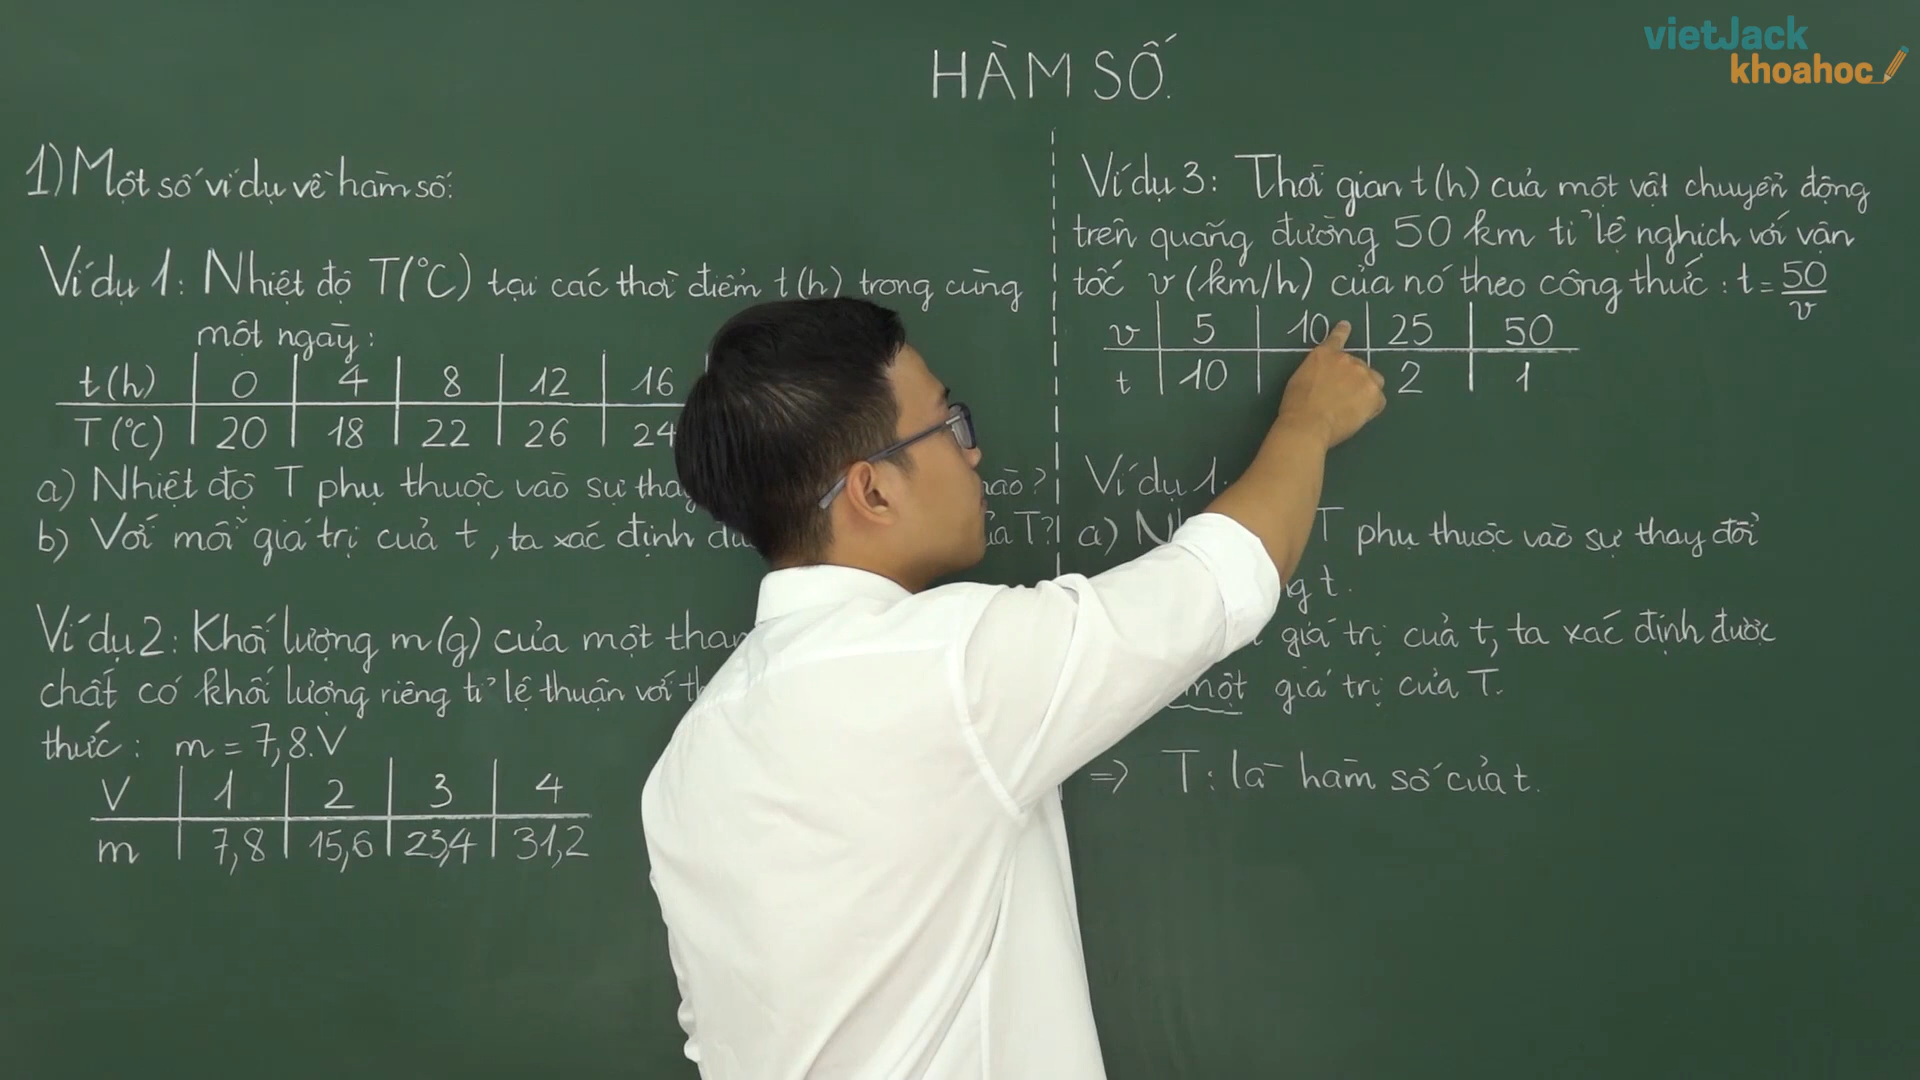 vietJack
khoahoc
HÀM SỐ.
1) Một số ví dụ về hàm số:
Ví dụ 1: Nhiệt độ T(°C) tại các thời điểm t(h) trong cùng
một ngày:
t(h) 0 4 8 12 16
T(°C) 20 18 22 26 24
a) Nhiệt độ T phụ thuộc vào sự thay nào?
b) Với mỗi giá trị của t, ta xác định của T?
Ví dụ 2: Khối lượng m(g) của một
chất có khối lượng riêng tỉ lệ thuận với
thức: m = 7,8.V
V 1 2 3 4
m 7,8 15,6 23,4 31,2
Ví dụ 3: Thời gian t(h) của một vật chuyển động
trên quãng đường 50 km tỉ lệ nghịch với vận
tốc v (km/h) của nó theo công thức: t = 50/v
v 5 10 25 50
t 10 2 1
Ví dụ 1:
a) T phụ thuộc vào sự thay đổi
t.
giá trị của t, ta xác định được
một giá trị của T.
=> T: là hàm số của t.